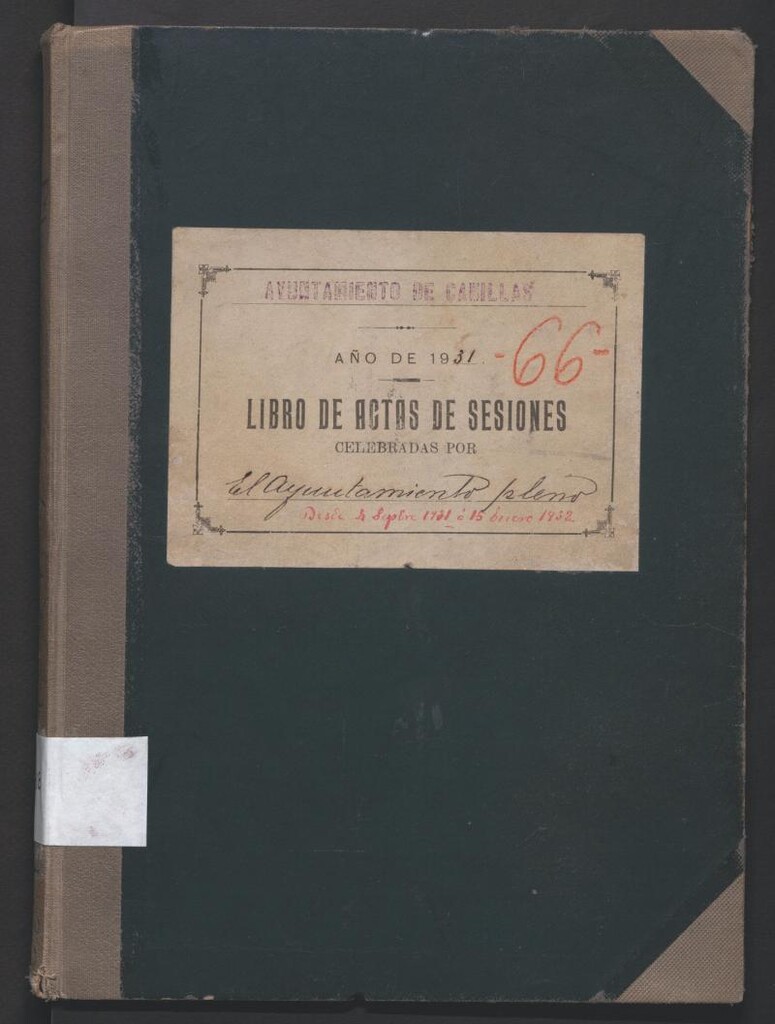 AYUNTAMIENTO DE CANILLAS
AÑO DE 1931.
-66-
LIBRO DE ACTAS DE SESIONES
CELEBRADAS POR
El Ayuntamiento pleno
Desde 4 Septre 1931 á 15 Enero 1932